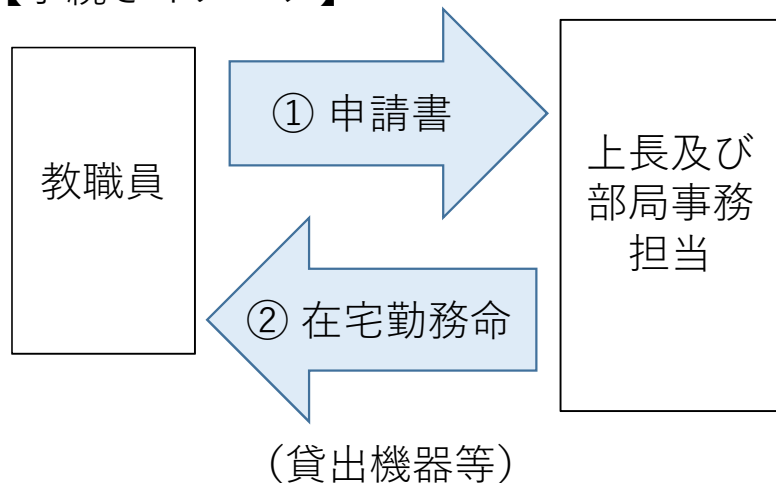 教職員
① 申請書
上長及び
部局事務
担当
② 在宅勤務命
（貸出機器等）